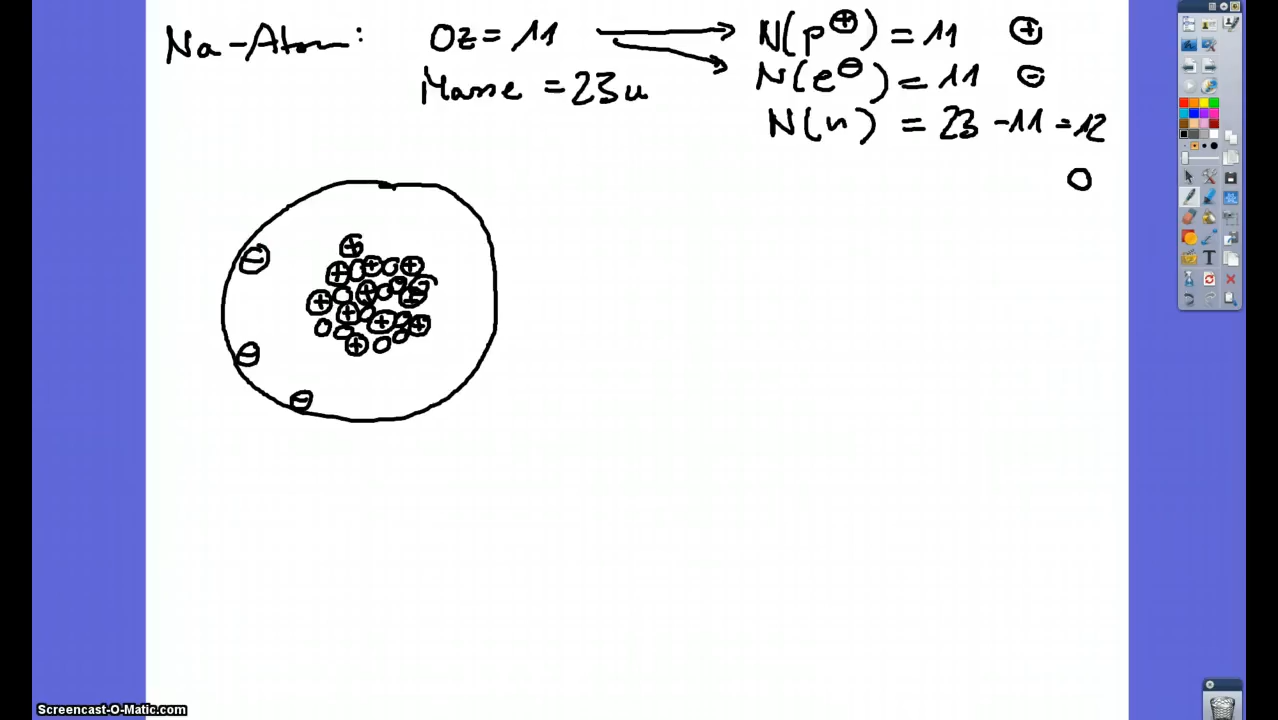 Na-Atom: Oz = 11 → N(p⊕) = 11 ⊕
Masse = 23u → N(e⊖) = 11 ⊖
N(n) = 23 - 11 = 12
O
Screencast-O-Matic.com